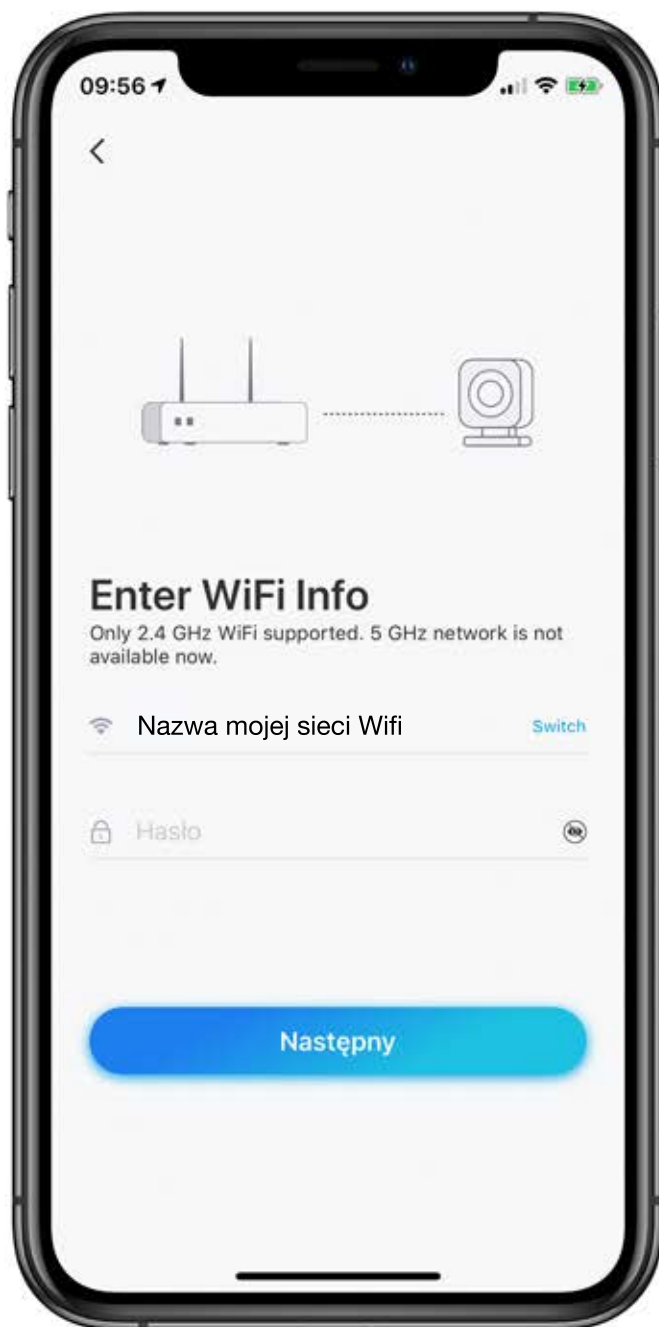 09:56
Enter WiFi Info
Only 2.4 GHz WiFi supported. 5 GHz network is not
available now.
Nazwa mojej sieci Wifi
Switch
Hasło
Następny